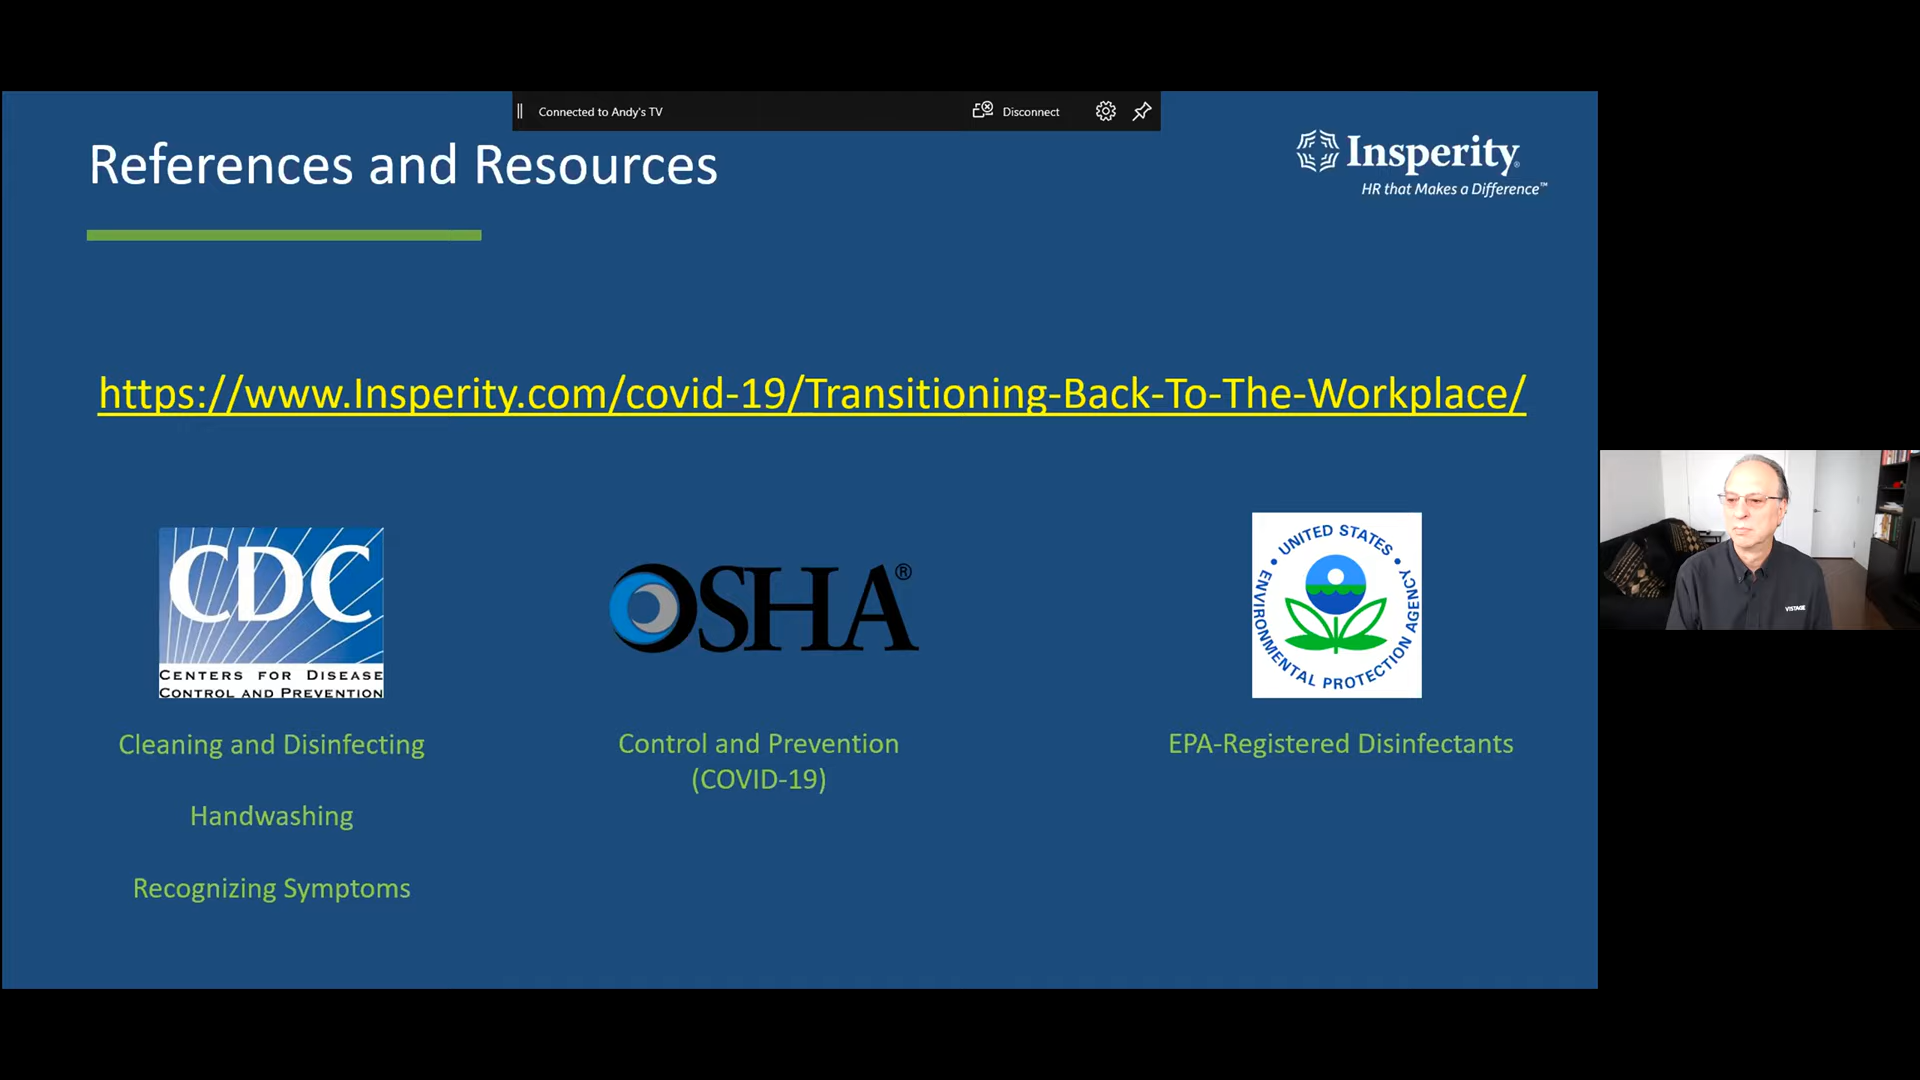 Connected to Andy's TV
Disconnect
References and Resources
Insperity®
HR that Makes a Difference™
https://www.Insperity.com/covid-19/Transitioning-Back-To-The-Workplace/
CDC
CENTERS FOR DISEASE
CONTROL AND PREVENTION
OSHA®
UNITED STATES
ENVIRONMENTAL PROTECTION AGENCY
Cleaning and Disinfecting
Handwashing
Recognizing Symptoms
Control and Prevention
(COVID-19)
EPA-Registered Disinfectants
VISTAGE